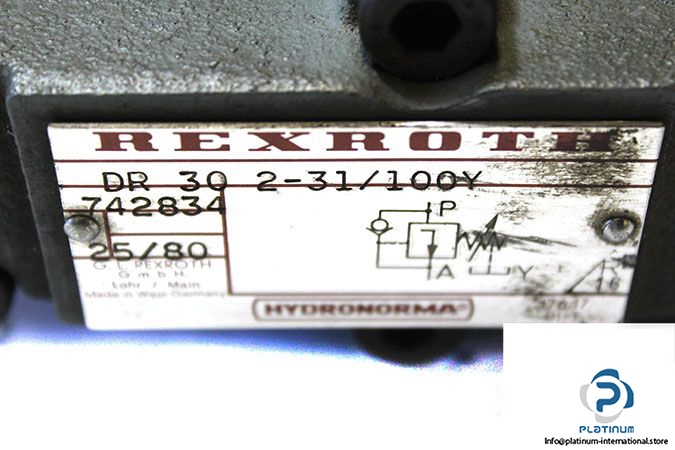 REXROTH
DR 30 2-31/100Y
742834
25/80
G. L. REXROTH
G m b H
Lohr / Main
Made in West-Germany
P
A
Y
R
16
HYDRONORMA
PLATINUM
Info@platinum-international.store